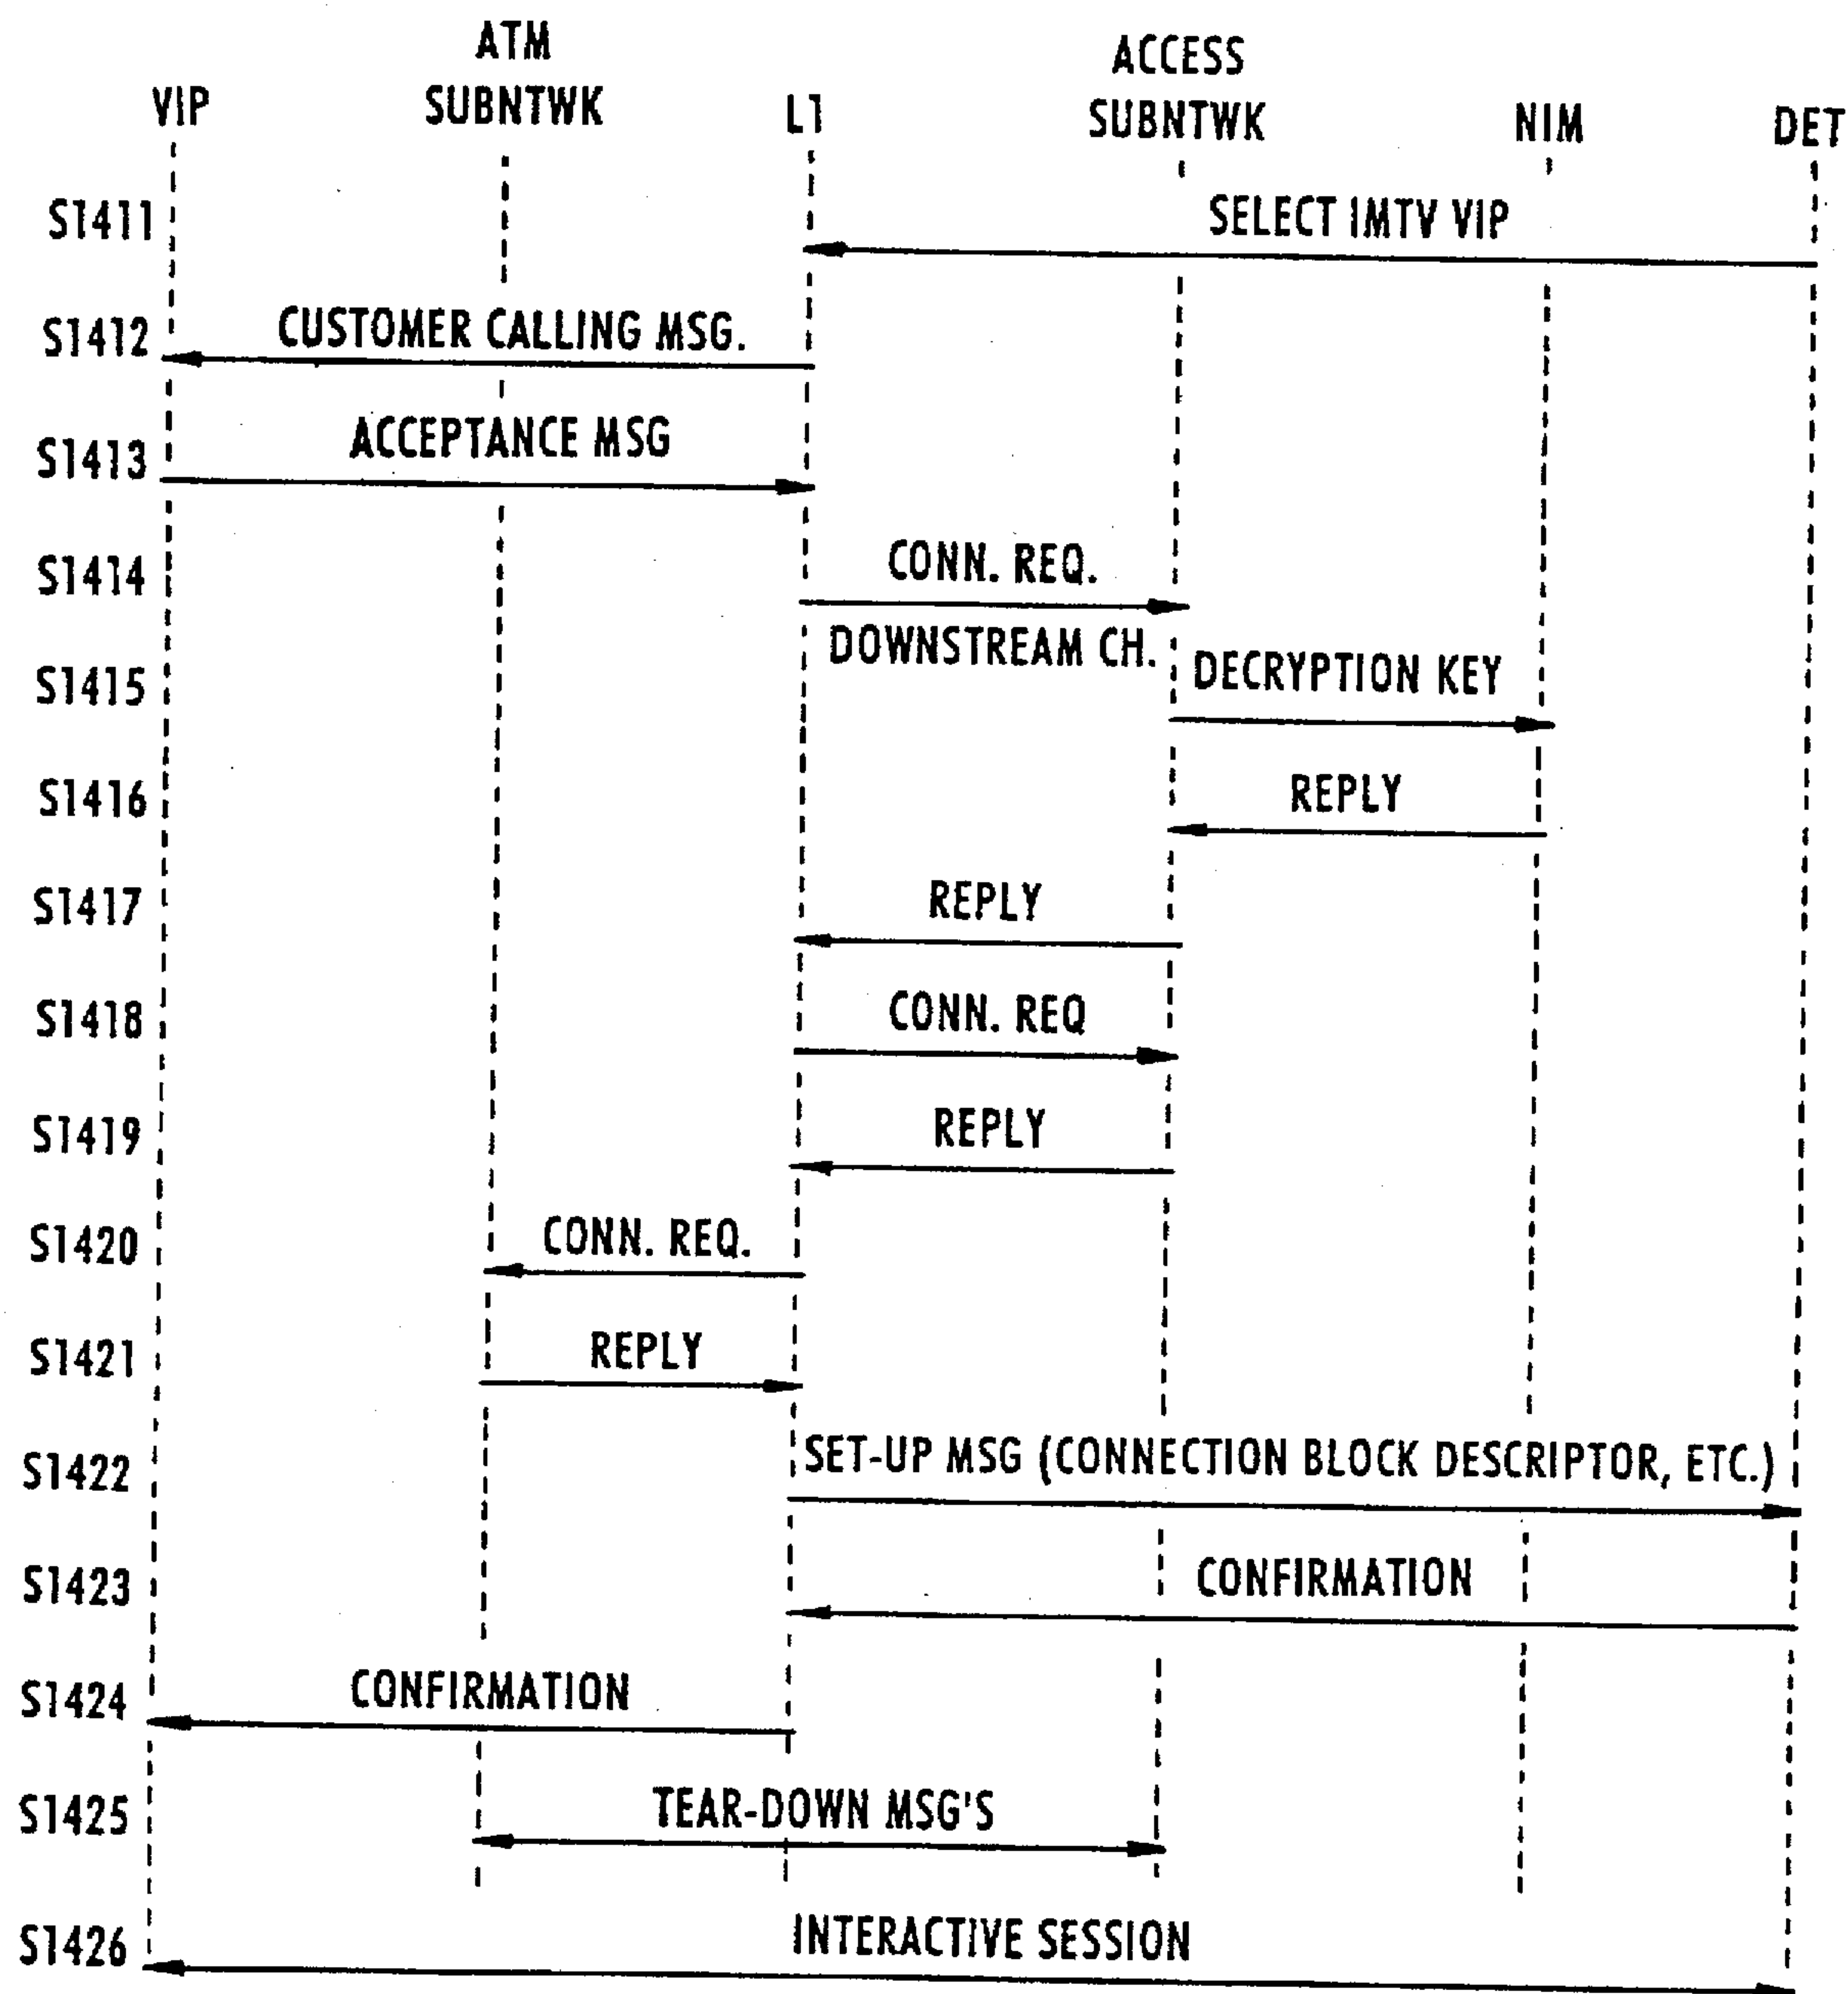 VIP
ATM
SUBNTWK
L1
ACCESS
SUBNTWK
NIM
DET
S1411
SELECT IMTV VIP
S1412
CUSTOMER CALLING MSG.
S1413
ACCEPTANCE MSG
S1414
CONN. REQ.
DOWNSTREAM CH.
S1415
DECRYPTION KEY
S1416
REPLY
S1417
REPLY
S1418
CONN. REQ
S1419
REPLY
S1420
CONN. REQ.
S1421
REPLY
S1422
SET-UP MSG (CONNECTION BLOCK DESCRIPTOR, ETC.)
S1423
CONFIRMATION
S1424
CONFIRMATION
S1425
TEAR-DOWN MSG'S
S1426
INTERACTIVE SESSION